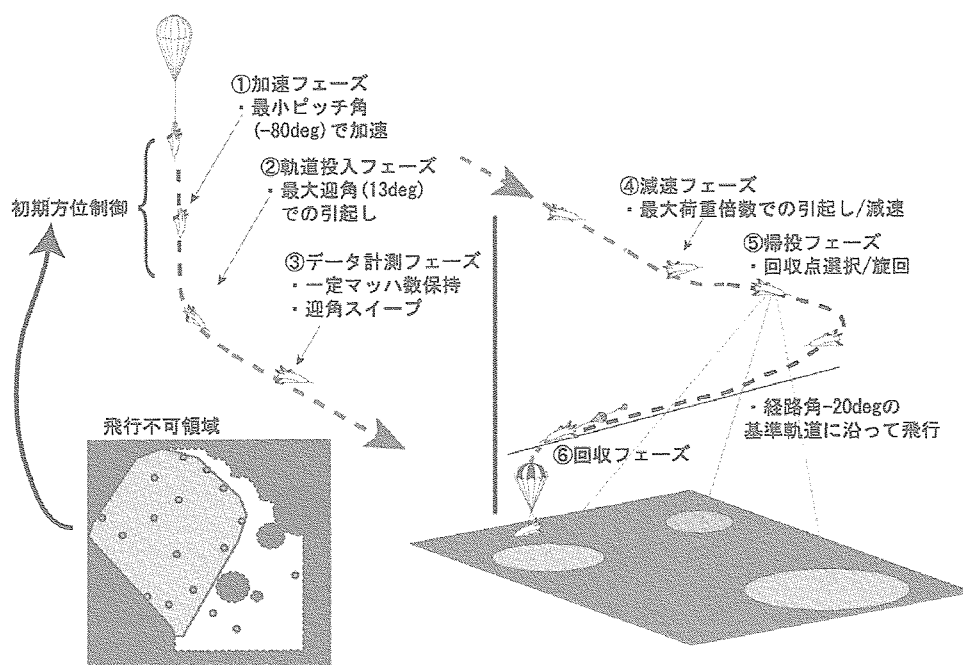 ①加速フェーズ
・最小ピッチ角
(-80deg)で加速
初期方位制御
②軌道投入フェーズ
・最大迎角(13deg)
での引起し
③データ計測フェーズ
・一定マッハ数保持
・迎角スイープ
④減速フェーズ
・最大荷重倍数での引起し/減速
⑤帰投フェーズ
・回収点選択/旋回
・経路角-20degの
基準軌道に沿って飛行
⑥回収フェーズ
飛行不可領域